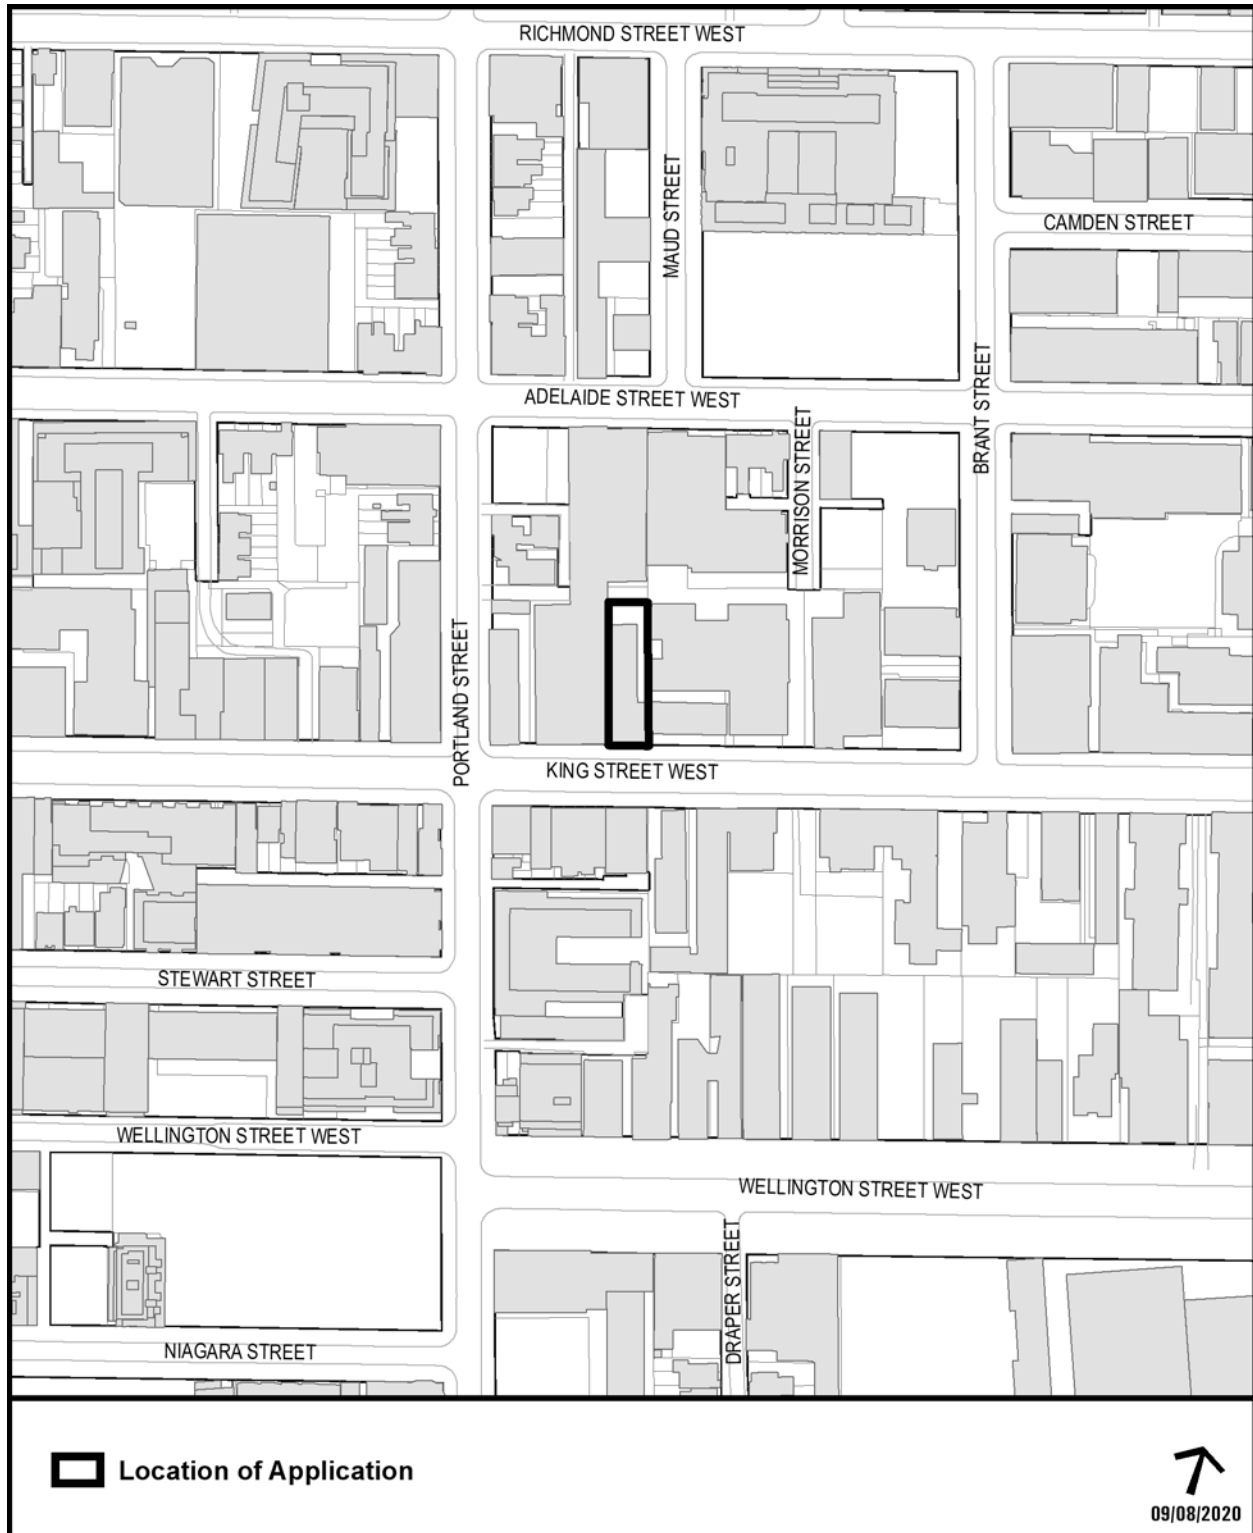 RICHMOND STREET WEST
MAUD STREET
CAMDEN STREET
ADELAIDE STREET WEST
BRANT STREET
MORRISON STREET
PORTLAND STREET
KING STREET WEST
STEWART STREET
WELLINGTON STREET WEST
WELLINGTON STREET WEST
DRAPER STREET
NIAGARA STREET
Location of Application
09/08/2020